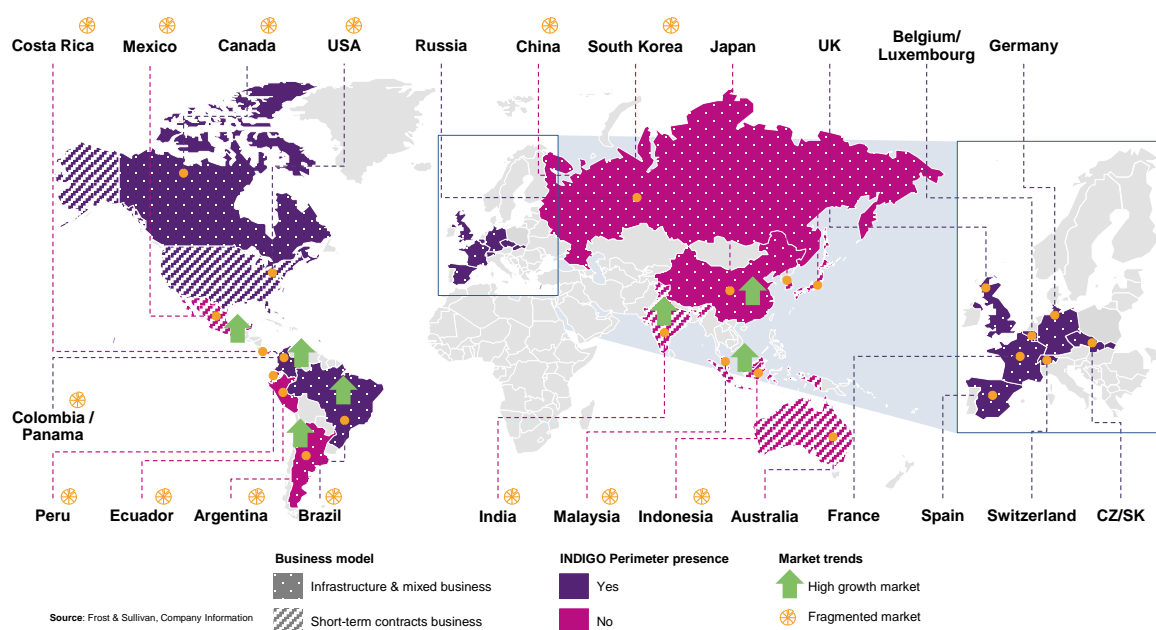 Costa Rica
Mexico
Canada
USA
Russia
China
South Korea
Japan
UK
Belgium/
Luxembourg
Germany
Colombia /
Panama
Peru
Ecuador
Argentina
Brazil
India
Malaysia
Indonesia
Australia
France
Spain
Switzerland
CZ/SK
Business model
Infrastructure & mixed business
Short-term contracts business
INDIGO Perimeter presence
Yes
No
Market trends
High growth market
Fragmented market
Source: Frost & Sullivan, Company Information